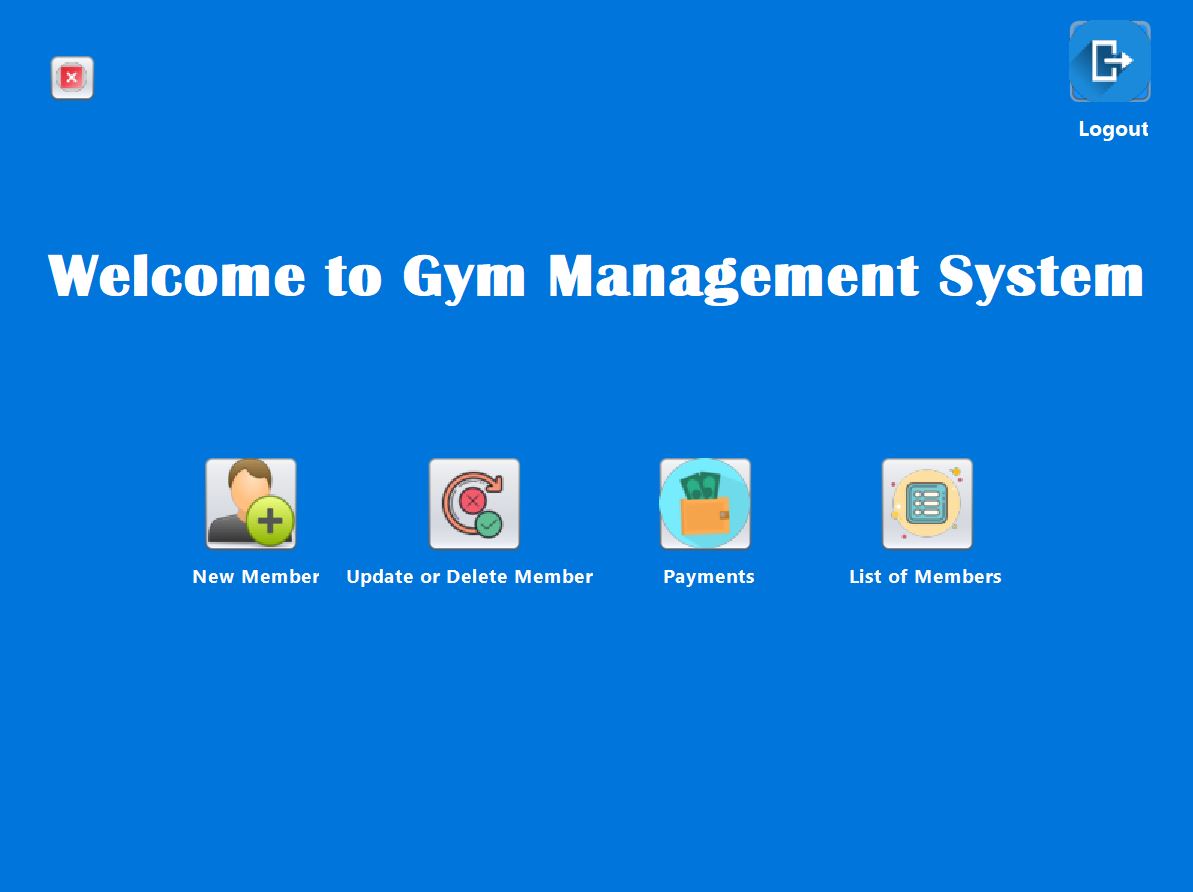 Logout
Welcome to Gym Management System
New Member
Update or Delete Member
Payments
List of Members